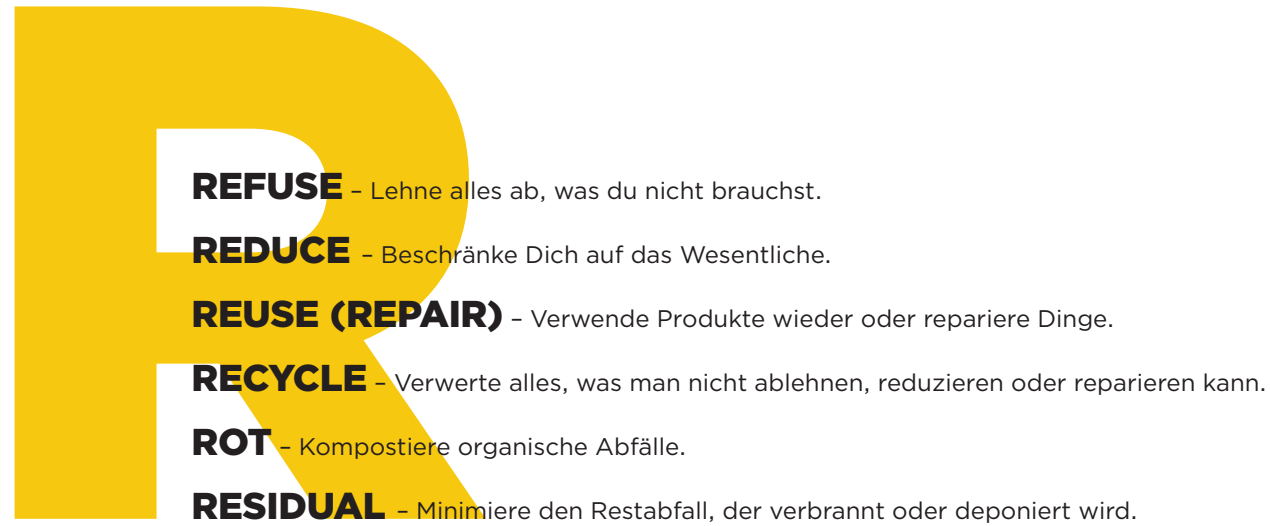 REFUSE – Lehne alles ab, was du nicht brauchst.
REDUCE – Beschränke Dich auf das Wesentliche.
REUSE (REPAIR) – Verwende Produkte wieder oder repariere Dinge.
RECYCLE – Verwerte alles, was man nicht ablehnen, reduzieren oder reparieren kann.
ROT – Kompostiere organische Abfälle.
RESIDUAL – Minimiere den Restabfall, der verbrannt oder deponiert wird.